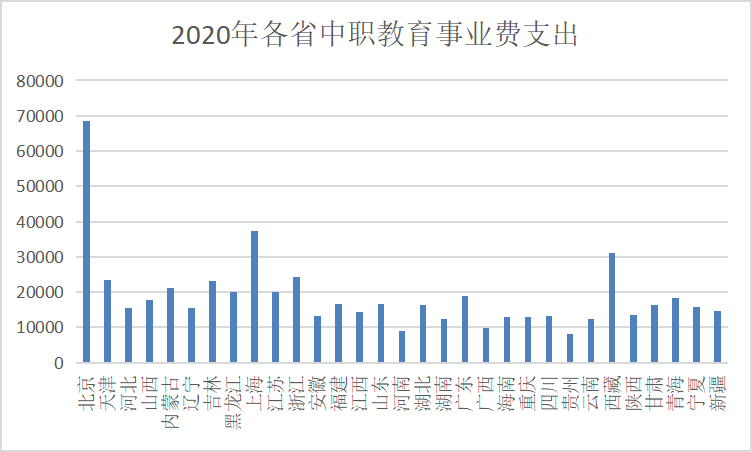 2020年各省中职教育事业费支出
80000
70000
60000
50000
40000
30000
20000
10000
0
北京
天津
河北
山西
内蒙古
辽宁
吉林
黑龙江
上海
江苏
浙江
安徽
福建
江西
山东
河南
湖北
湖南
广东
广西
海南
重庆
四川
贵州
云南
西藏
陕西
甘肃
青海
宁夏
新疆